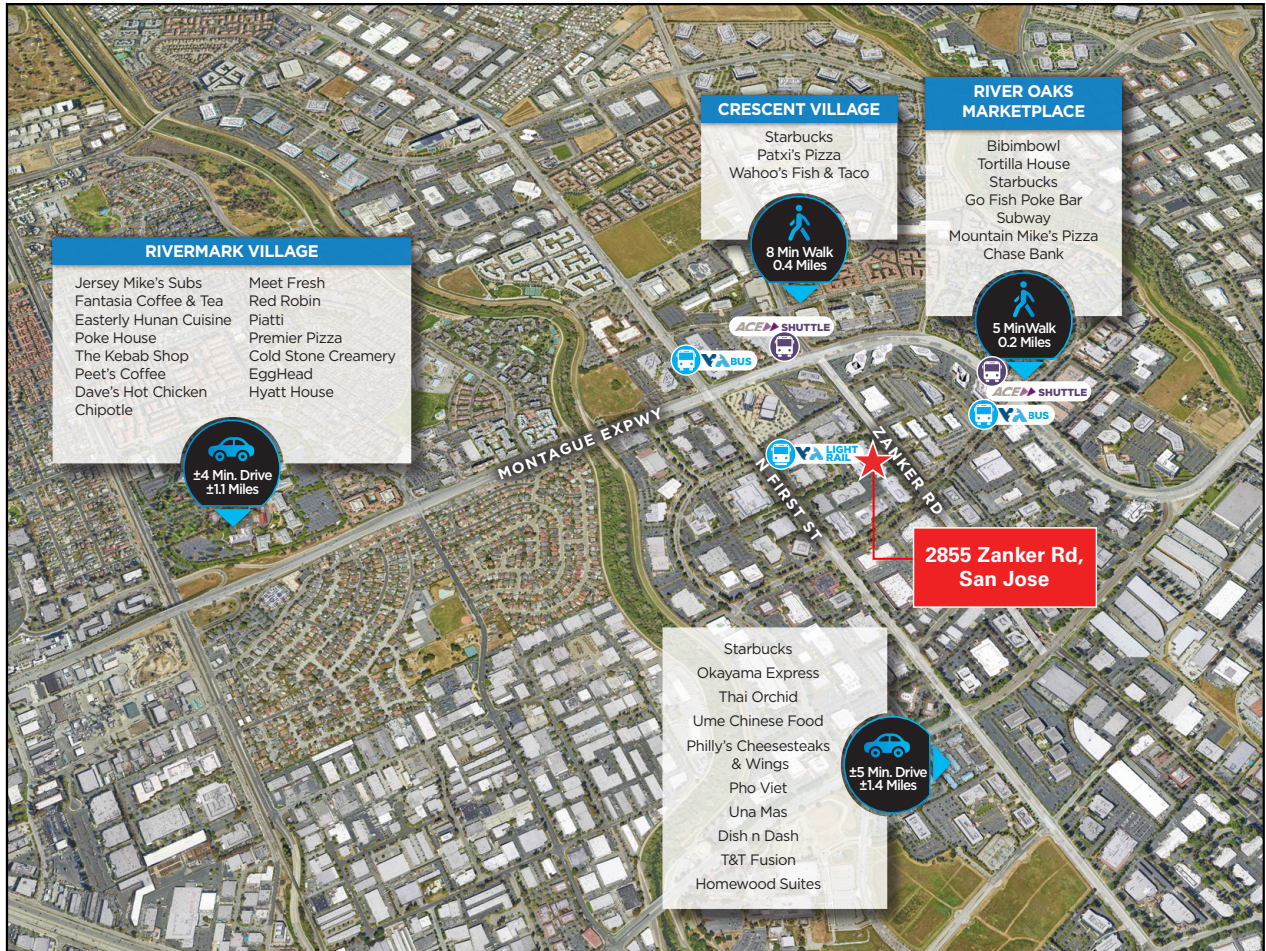 CRESCENT VILLAGE
Starbucks
Patxi's Pizza
Wahoo's Fish & Taco
8 Min Walk
0.4 Miles
RIVER OAKS
MARKETPLACE
Bibimbowl
Tortilla House
Starbucks
Go Fish Poke Bar
Subway
Mountain Mike's Pizza
Chase Bank
5 MinWalk
0.2 Miles
RIVERMARK VILLAGE
Jersey Mike's Subs
Fantasia Coffee & Tea
Easterly Hunan Cuisine
Poke House
The Kebab Shop
Peet's Coffee
Dave's Hot Chicken
Chipotle
Meet Fresh
Red Robin
Piatti
Premier Pizza
Cold Stone Creamery
EggHead
Hyatt House
±4 Min. Drive
±1.1 Miles
ACE SHUTTLE
VTA BUS
ACE SHUTTLE
VTA BUS
MONTAGUE EXPWY
VTA LIGHT
RAIL
ZANKER RD
N FIRST ST
2855 Zanker Rd,
San Jose
Starbucks
Okayama Express
Thai Orchid
Ume Chinese Food
Philly's Cheesesteaks
& Wings
Pho Viet
Una Mas
Dish n Dash
T&T Fusion
Homewood Suites
±5 Min. Drive
±1.4 Miles